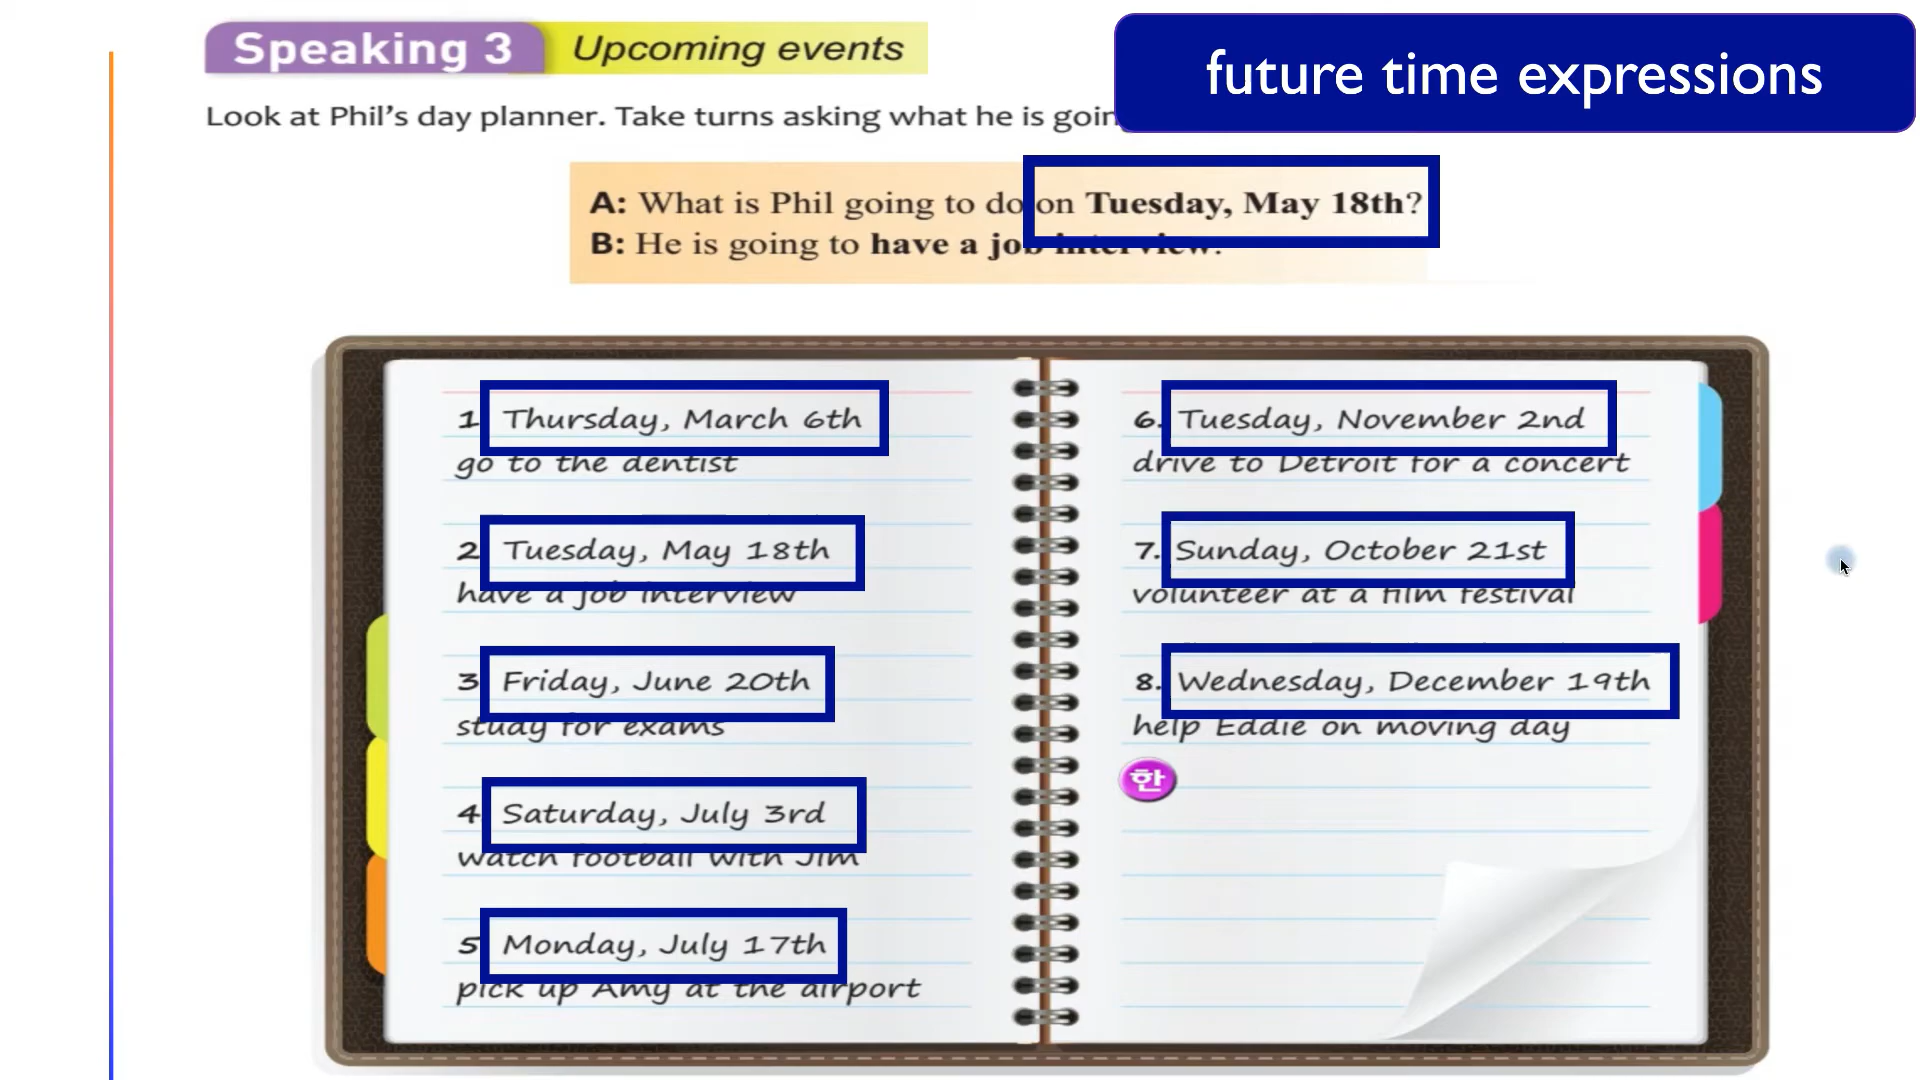 Speaking 3 Upcoming events
future time expressions
Look at Phil's day planner. Take turns asking what he is
A: What is Phil going to do on Tuesday, May 18th?
B: He is going to have a job interview.
1 Thursday, March 6th
go to the dentist
2 Tuesday, May 18th
have a job interview
3 Friday, June 20th
study for exams
4 Saturday, July 3rd
watch football with Jim
5 Monday, July 17th
pick up Amy at the airport
6. Tuesday, November 2nd
drive to Detroit for a concert
7. Sunday, October 21st
volunteer at a film festival
8. Wednesday, December 19th
help Eddie on moving day
한